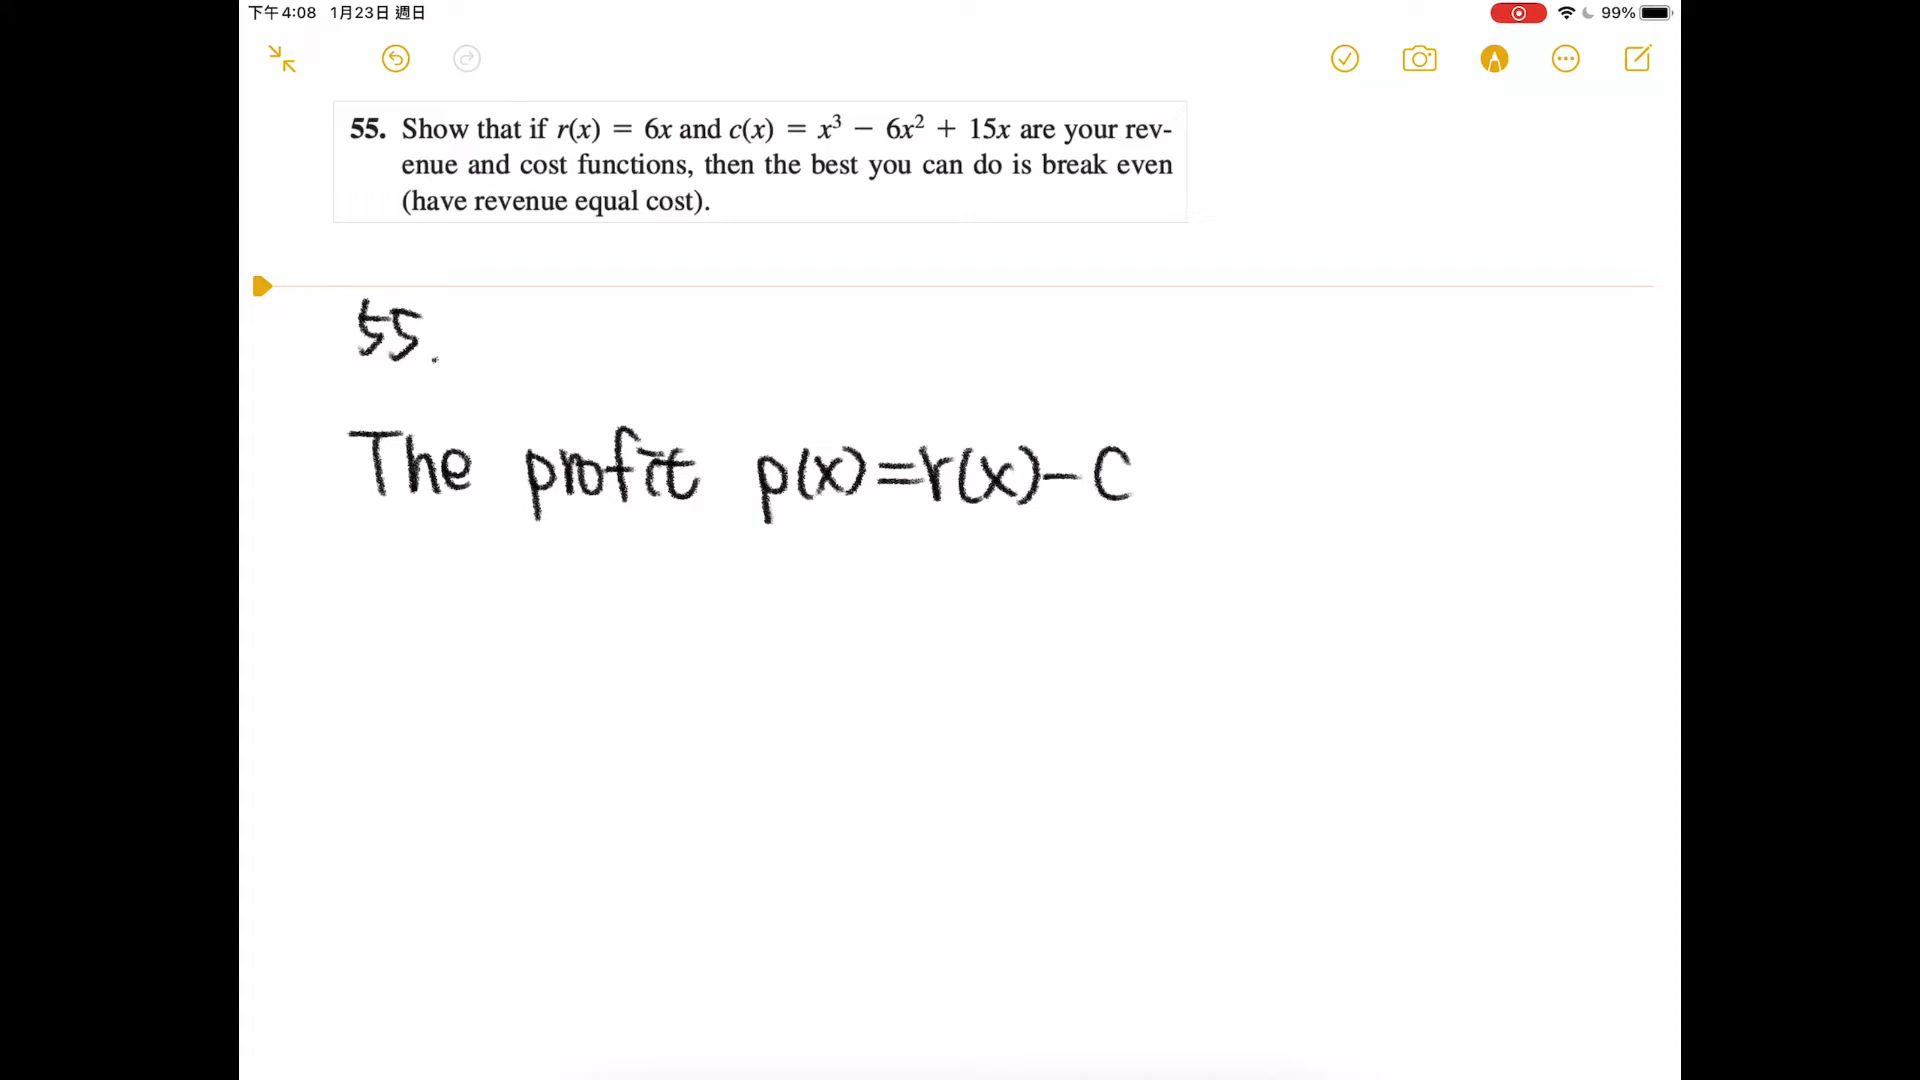 下午4:08 1月23日 週日 99%
55. Show that if r(x) = 6x and c(x) = x³ − 6x² + 15x are your rev-
enue and cost functions, then the best you can do is break even
(have revenue equal cost).
55.
The profit p(x)=r(x)-C